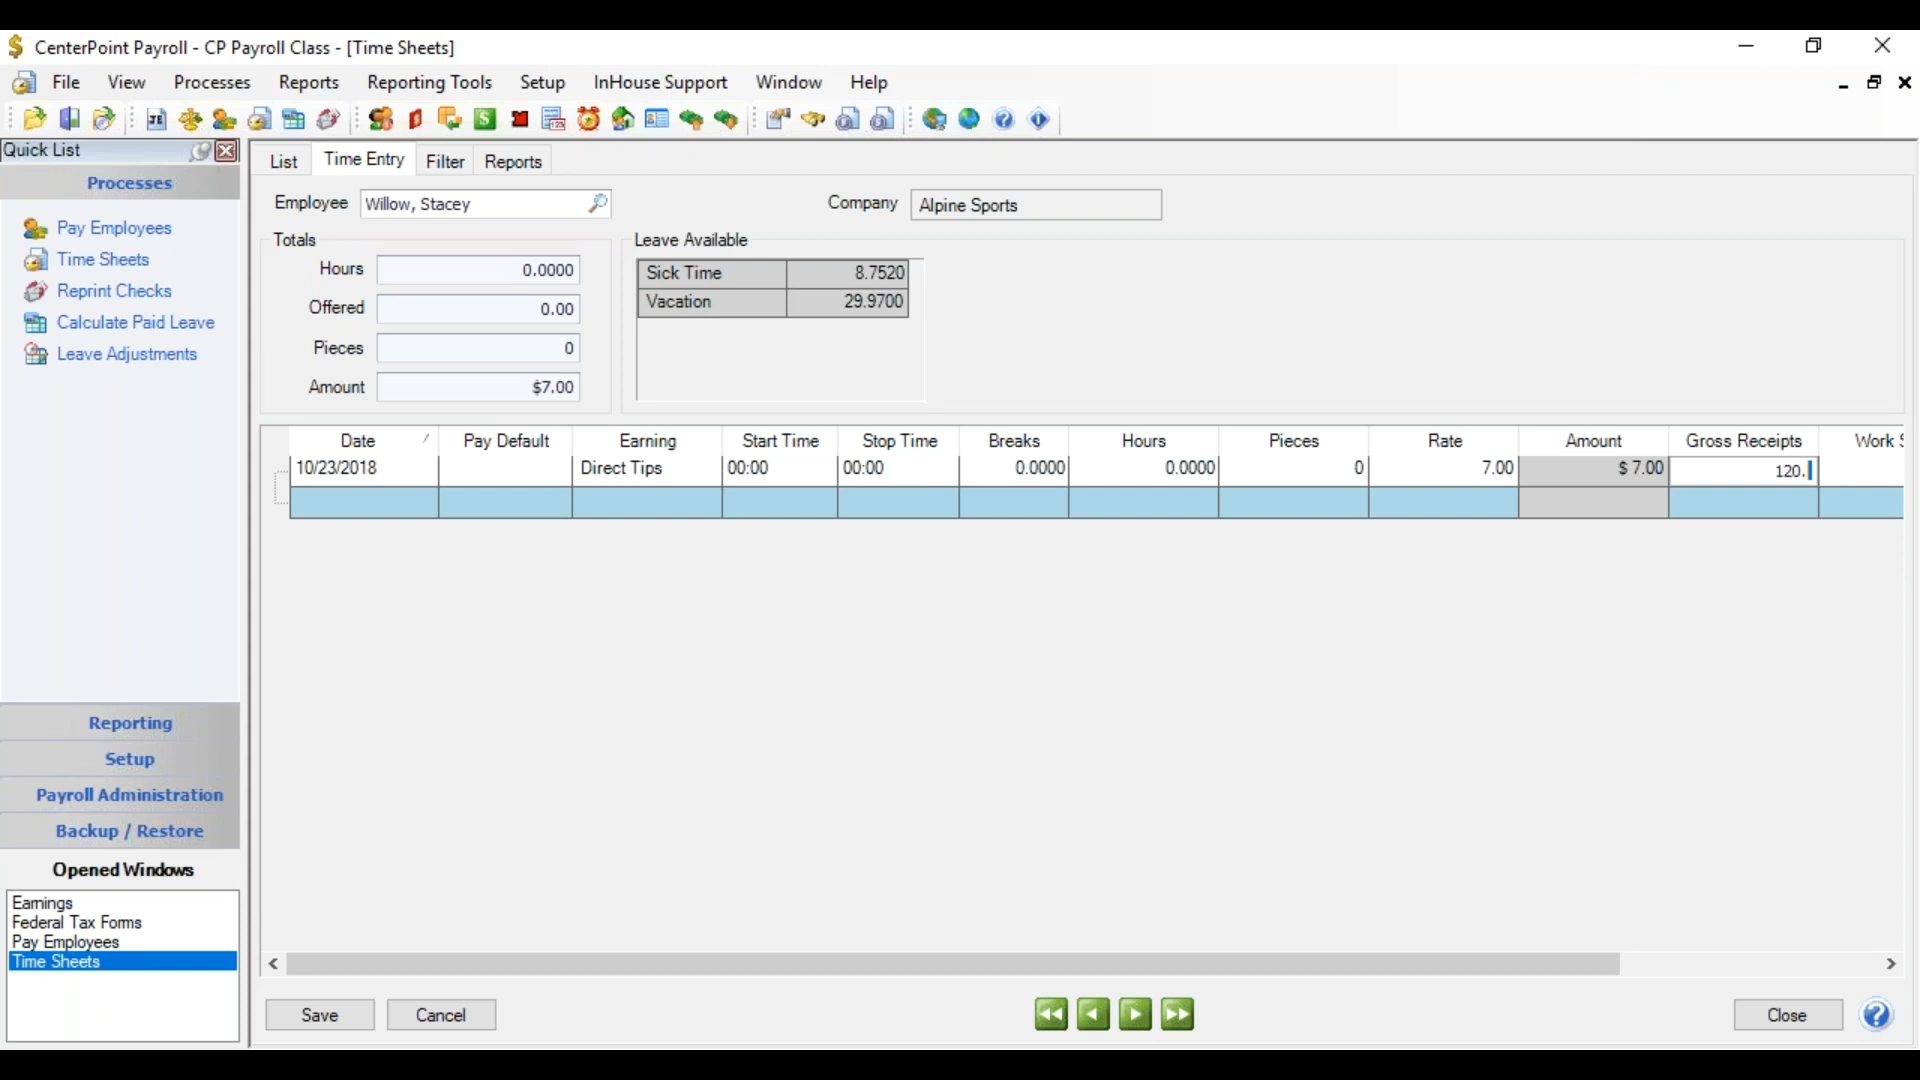 CenterPoint Payroll - CP Payroll Class - [Time Sheets]
File View Processes Reports Reporting Tools Setup InHouse Support Window Help
Quick List
Processes
Pay Employees
Time Sheets
Reprint Checks
Calculate Paid Leave
Leave Adjustments
Reporting
Setup
Payroll Administration
Backup / Restore
Opened Windows
Earnings
Federal Tax Forms
Pay Employees
Time Sheets
List Time Entry Filter Reports
Employee Willow, Stacey Company Alpine Sports
Totals
Hours 0.0000
Offered 0.00
Pieces 0
Amount $7.00
Leave Available
Sick Time 8.7520
Vacation 29.9700
Date Pay Default Earning Start Time Stop Time Breaks Hours Pieces Rate Amount Gross Receipts Work S
10/23/2018 Direct Tips 00:00 00:00 0.0000 0.0000 0 7.00 $ 7.00 120.
Save Cancel Close